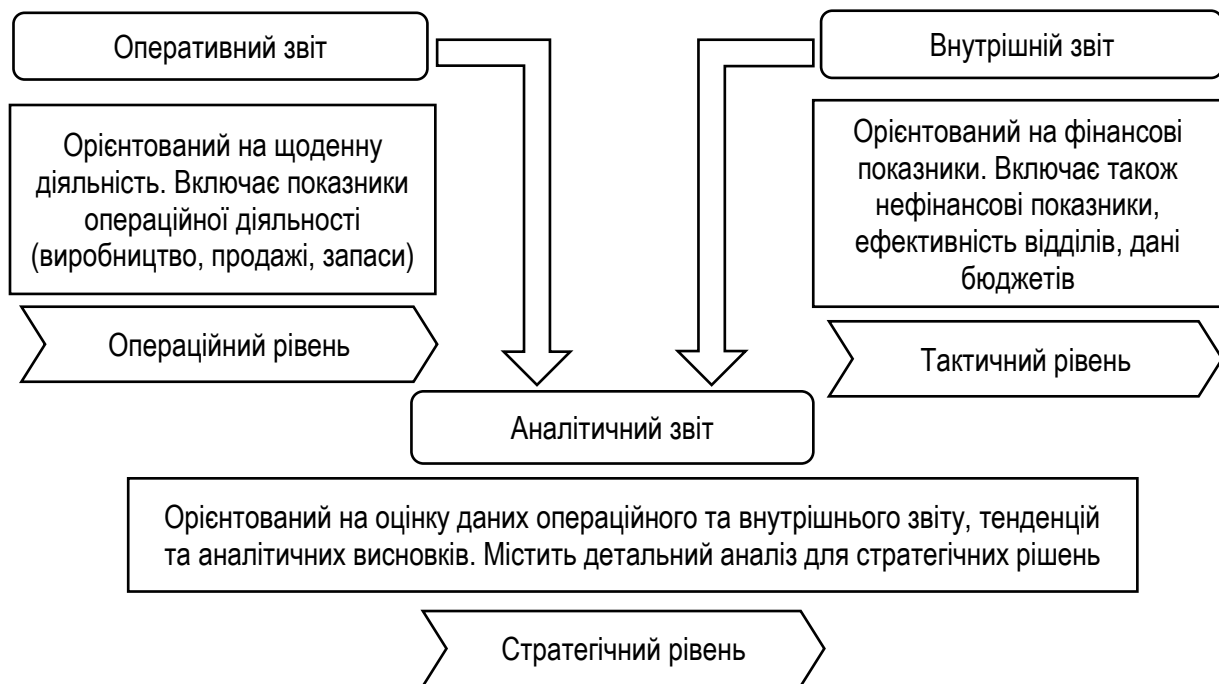 Оперативний звіт
Орієнтований на щоденну
діяльність. Включає показники
операційної діяльності
(виробництво, продажі, запаси)
Операційний рівень
Внутрішній звіт
Орієнтований на фінансові
показники. Включає також
нефінансові показники,
ефективність відділів, дані
бюджетів
Тактичний рівень
Аналітичний звіт
Орієнтований на оцінку даних операційного та внутрішнього звіту, тенденцій
та аналітичних висновків. Містить детальний аналіз для стратегічних рішень
Стратегічний рівень